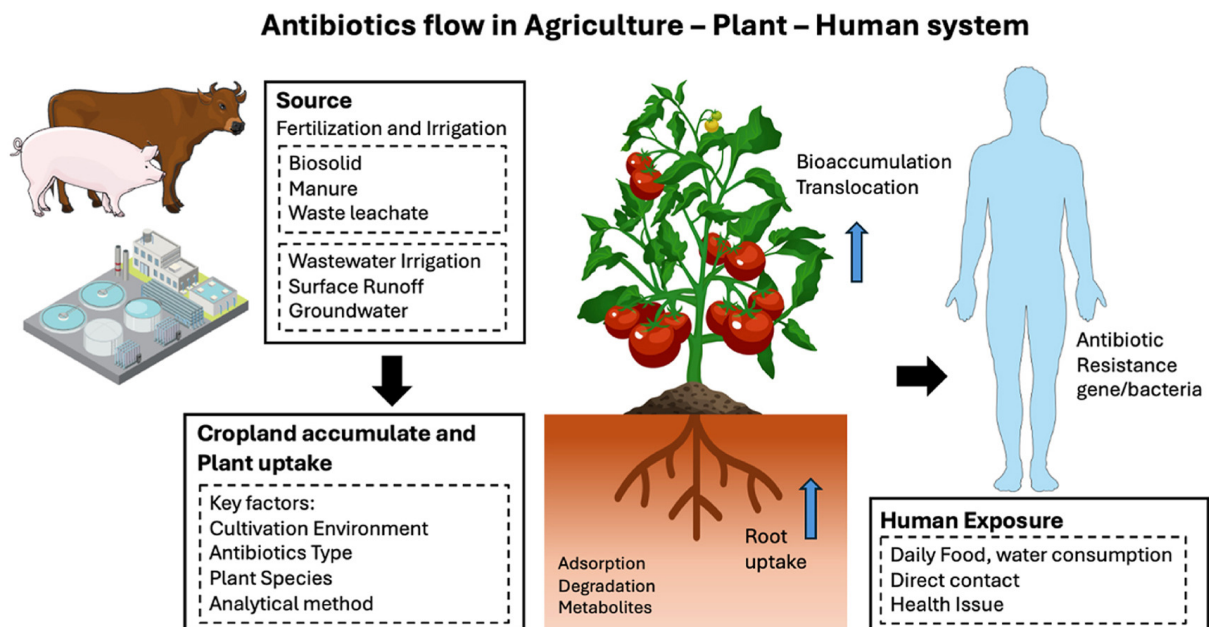 Antibiotics flow in Agriculture – Plant – Human system
Source
Fertilization and Irrigation
Biosolid
Manure
Waste leachate
Wastewater Irrigation
Surface Runoff
Groundwater
Cropland accumulate and
Plant uptake
Key factors:
Cultivation Environment
Antibiotics Type
Plant Species
Analytical method
Bioaccumulation
Translocation
Root
uptake
Adsorption
Degradation
Metabolites
Antibiotic
Resistance
gene/bacteria
Human Exposure
Daily Food, water consumption
Direct contact
Health Issue